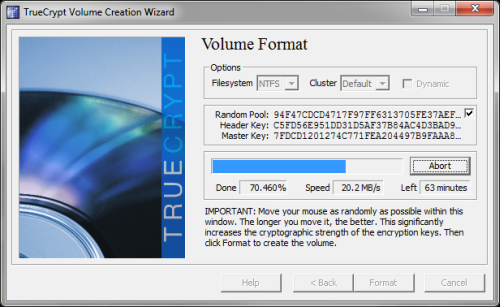 TrueCrypt Volume Creation Wizard
TRUECRYPT
Volume Format
Options
Filesystem NTFS Cluster Default Dynamic
Random Pool: 94F47CDCD4717F97FF6313705FE37AEF...
Header Key: C5FD56E951DD31D5AF37B84AC4D3BAD9...
Master Key: 7FDCD1201274C771FEA204497B9FAAA8...
Abort
Done 70.460% Speed 20.2 MB/s Left 63 minutes
IMPORTANT: Move your mouse as randomly as possible within this
window. The longer you move it, the better. This significantly
increases the cryptographic strength of the encryption keys. Then
click Format to create the volume.
Help < Back Format Cancel